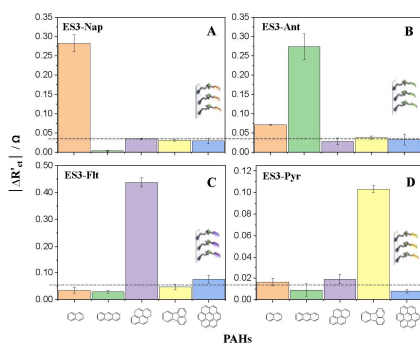 ES3-Nap
A
0.35
0.30
0.25
0.20
0.15
0.10
0.05
0.00
ES3-Ant
B
0.35
0.30
0.25
0.20
0.15
0.10
0.05
0.00
|ΔR'ct| / Ω
ES3-Flt
C
0.50
0.40
0.30
0.20
0.10
0.00
ES3-Pyr
D
0.12
0.10
0.08
0.06
0.04
0.02
0.00
PAHs